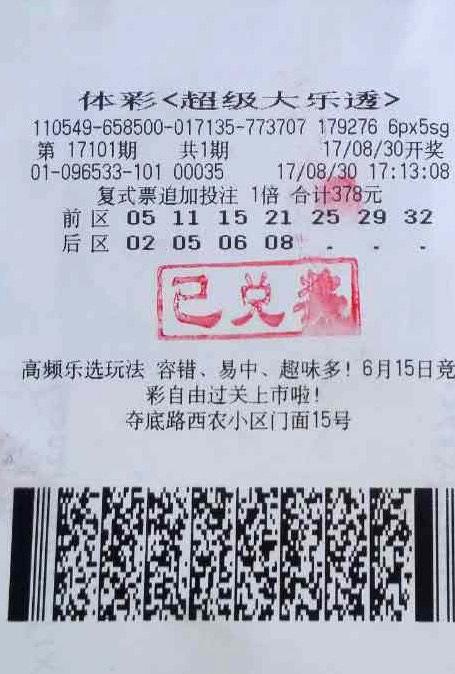 体彩<超级大乐透>
110549-658500-017135-773707 179276 6px5sg
第 17101期 共1期 17/08/30开奖
01-096533-101 00035 17/08/30 17:13:08
复式票追加投注 1倍 合计378元
前区 05 11 15 21 25 29 32
后区 02 05 06 08 . . .
已兑奖
高频乐选玩法 容错、易中、趣味多! 6月15日竞
彩自由过关上市啦!
夺底路西农小区门面15号